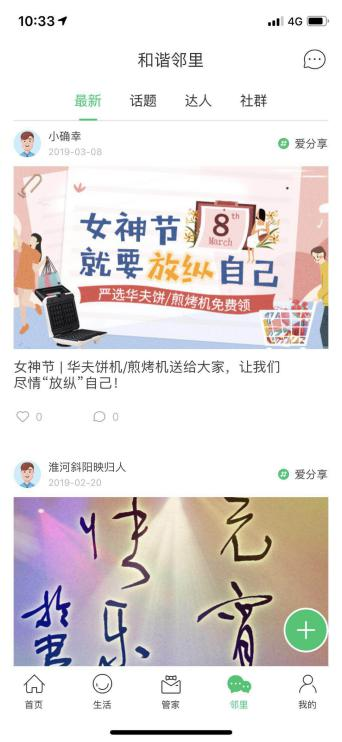 10:33
4G
和谐邻里
最新
话题
达人
社群
小确幸
2019-03-08
# 爱分享
女神节
8th
March
就要放纵自己
严选华夫饼/煎烤机免费领
女神节 | 华夫饼机/煎烤机送给大家，让我们
尽情“放纵”自己！
0
0
淮河斜阳映归人
2019-02-20
# 爱分享
元宵
快乐
首页
生活
管家
邻里
我的